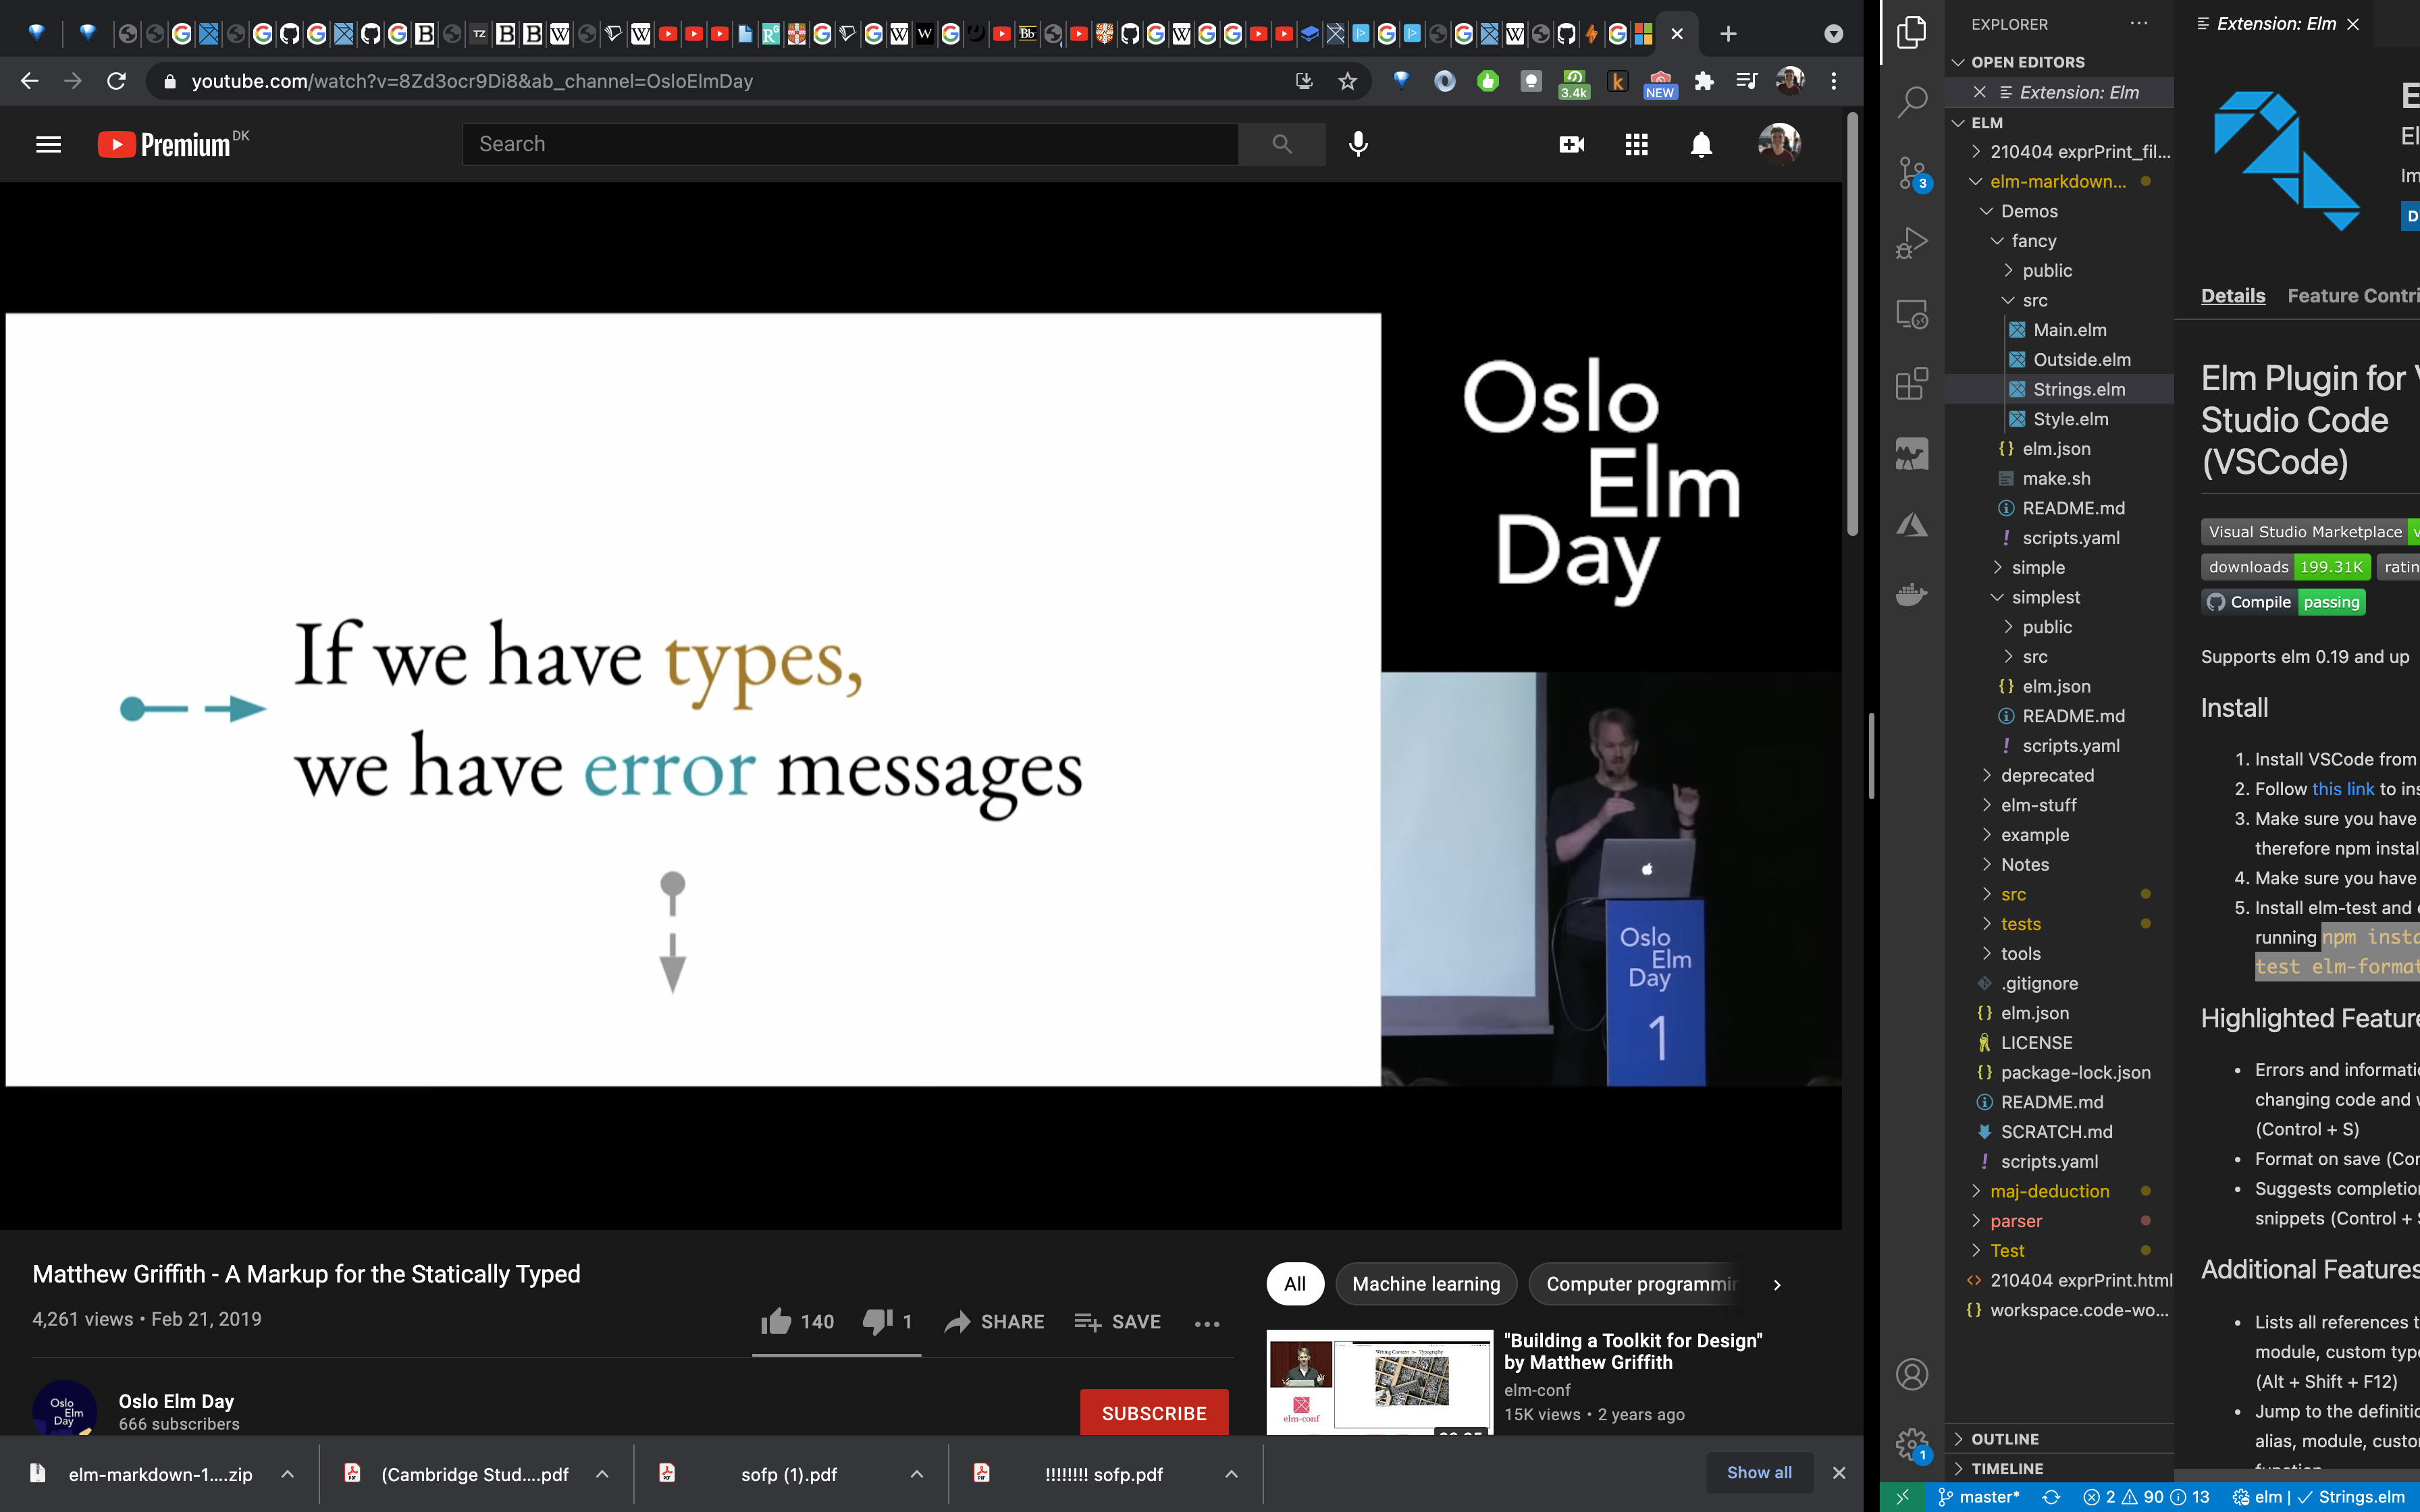 youtube.com/watch?v=8Zd3ocr9Di8&ab_channel=OsloElmDay
3.4k
NEW
Premium DK
Search
If we have types,
we have error messages
Oslo
Elm
Day
Oslo
Elm
Day
1
Matthew Griffith - A Markup for the Statically Typed
4,261 views • Feb 21, 2019
140
1
SHARE
SAVE
Oslo Elm Day
666 subscribers
SUBSCRIBE
All
Machine learning
Computer programmin
"Building a Toolkit for Design"
by Matthew Griffith
elm-conf
15K views • 2 years ago
elm-markdown-1....zip
(Cambridge Stud....pdf
sofp (1).pdf
!!!!!!!! sofp.pdf
Show all
EXPLORER
OPEN EDITORS
Extension: Elm
ELM
210404 exprPrint_fil...
elm-markdown...
Demos
fancy
public
src
Main.elm
Outside.elm
Strings.elm
Style.elm
elm.json
make.sh
README.md
scripts.yaml
simple
simplest
public
src
elm.json
README.md
scripts.yaml
deprecated
elm-stuff
example
Notes
src
tests
tools
.gitignore
elm.json
LICENSE
package-lock.json
README.md
SCRATCH.md
scripts.yaml
maj-deduction
parser
Test
210404 exprPrint.html
workspace.code-wo...
OUTLINE
TIMELINE
3
1
Extension: Elm
Details
Feature Contri
Elm Plugin for V
Studio Code
(VSCode)
Visual Studio Marketplace
downloads 199.31K
ratin
Compile passing
Supports elm 0.19 and up
Install
1. Install VSCode from
2. Follow this link to ins
3. Make sure you have
therefore npm instal
4. Make sure you have
5. Install elm-test and e
running npm insta
test elm-format
Highlighted Feature
• Errors and informatio
changing code and w
(Control + S)
• Format on save (Con
• Suggests completion
snippets (Control + S
Additional Features
• Lists all references t
module, custom type
(Alt + Shift + F12)
• Jump to the definitio
alias, module, custo
master*
2
90
13
elm
Strings.elm